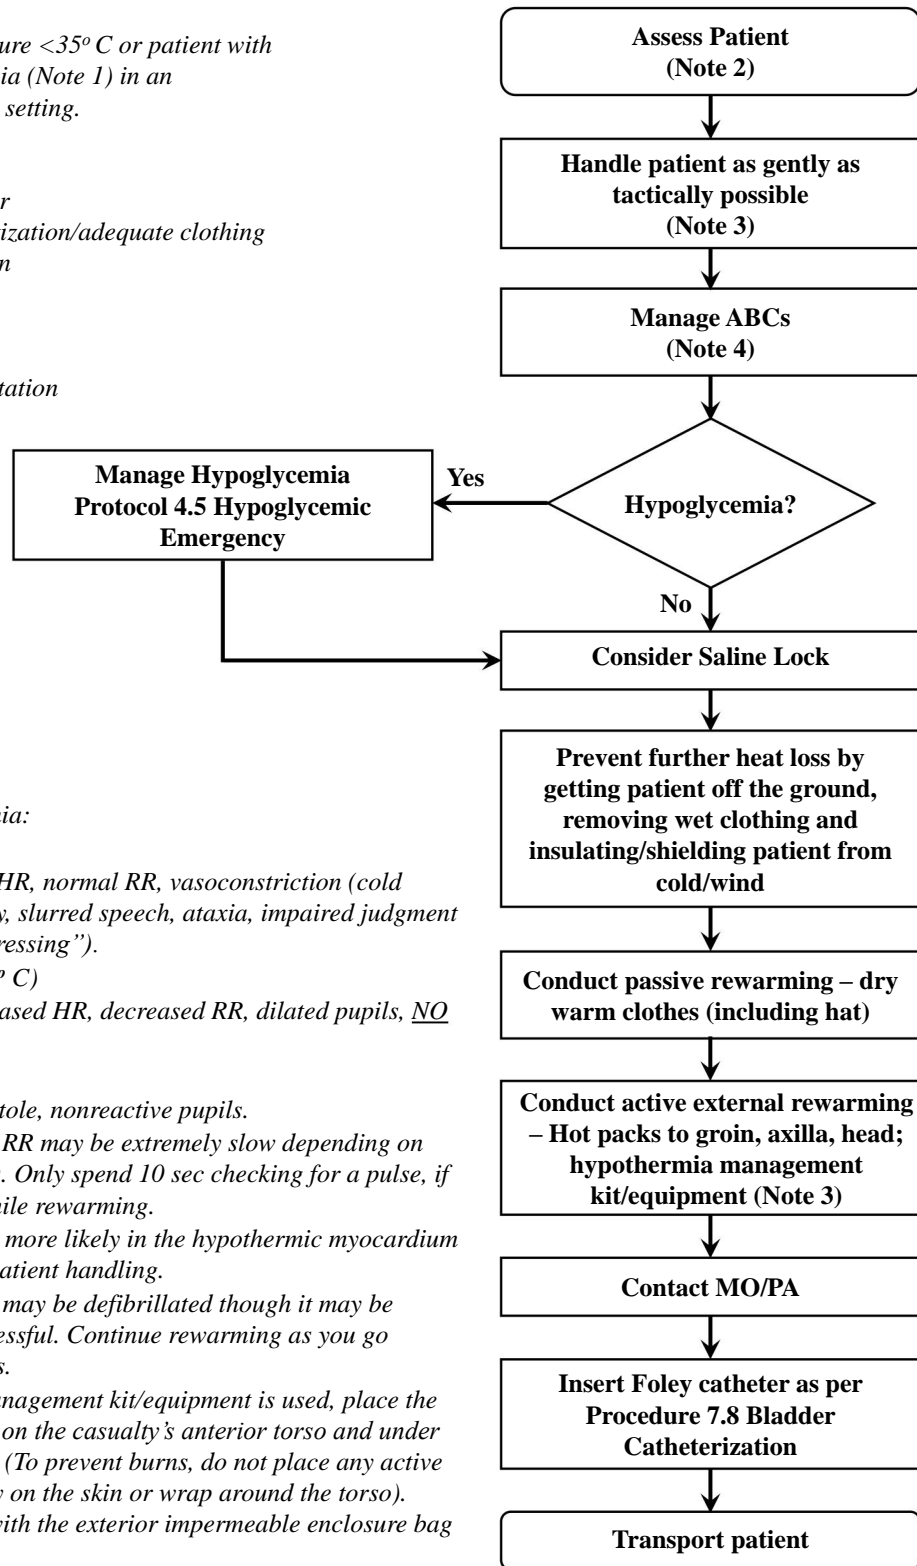 ure <35º C or patient with
ia (Note 1) in an
setting.
r
ization/adequate clothing
n
tation
nia:
HR, normal RR, vasoconstriction (cold
y, slurred speech, ataxia, impaired judgment
ressing”).
º C)
ased HR, decreased RR, dilated pupils, NO
tole, nonreactive pupils.
RR may be extremely slow depending on
. Only spend 10 sec checking for a pulse, if
ile rewarming.
more likely in the hypothermic myocardium
atient handling.
may be defibrillated though it may be
essful. Continue rewarming as you go
s.
anagement kit/equipment is used, place the
on the casualty’s anterior torso and under
(To prevent burns, do not place any active
y on the skin or wrap around the torso).
with the exterior impermeable enclosure bag
Assess Patient
(Note 2)
Handle patient as gently as
tactically possible
(Note 3)
Manage ABCs
(Note 4)
Hypoglycemia?
Yes
Manage Hypoglycemia
Protocol 4.5 Hypoglycemic
Emergency
No
Consider Saline Lock
Prevent further heat loss by
getting patient off the ground,
removing wet clothing and
insulating/shielding patient from
cold/wind
Conduct passive rewarming – dry
warm clothes (including hat)
Conduct active external rewarming
– Hot packs to groin, axilla, head;
hypothermia management
kit/equipment (Note 3)
Contact MO/PA
Insert Foley catheter as per
Procedure 7.8 Bladder
Catheterization
Transport patient